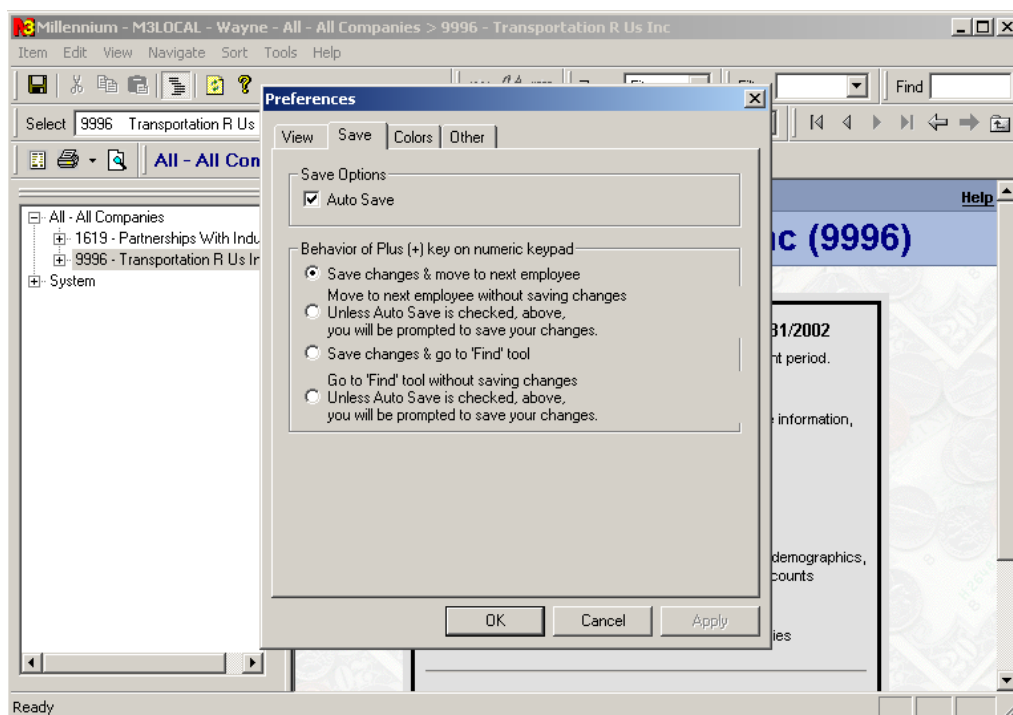 Millennium - M3LOCAL - Wayne - All - All Companies > 9996 - Transportation R Us Inc
Item Edit View Navigate Sort Tools Help
Find
Select 9996 Transportation R Us
All - All Con
Preferences
View Save Colors Other
Save Options
Auto Save
Behavior of Plus (+) key on numeric keypad
Save changes & move to next employee
Move to next employee without saving changes
Unless Auto Save is checked, above,
you will be prompted to save your changes.
Save changes & go to 'Find' tool
Go to 'Find' tool without saving changes
Unless Auto Save is checked, above,
you will be prompted to save your changes.
OK Cancel Apply
All - All Companies
1619 - Partnerships With Indu
9996 - Transportation R Us Ir
System
Help
ic (9996)
31/2002
nt period.
information,
demographics,
counts
ies
Ready